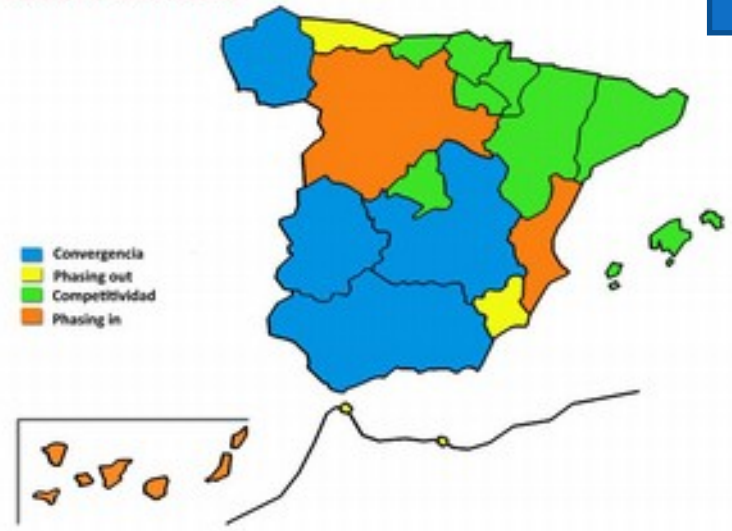 Convergencia
Phasing out
Competitividad
Phasing in